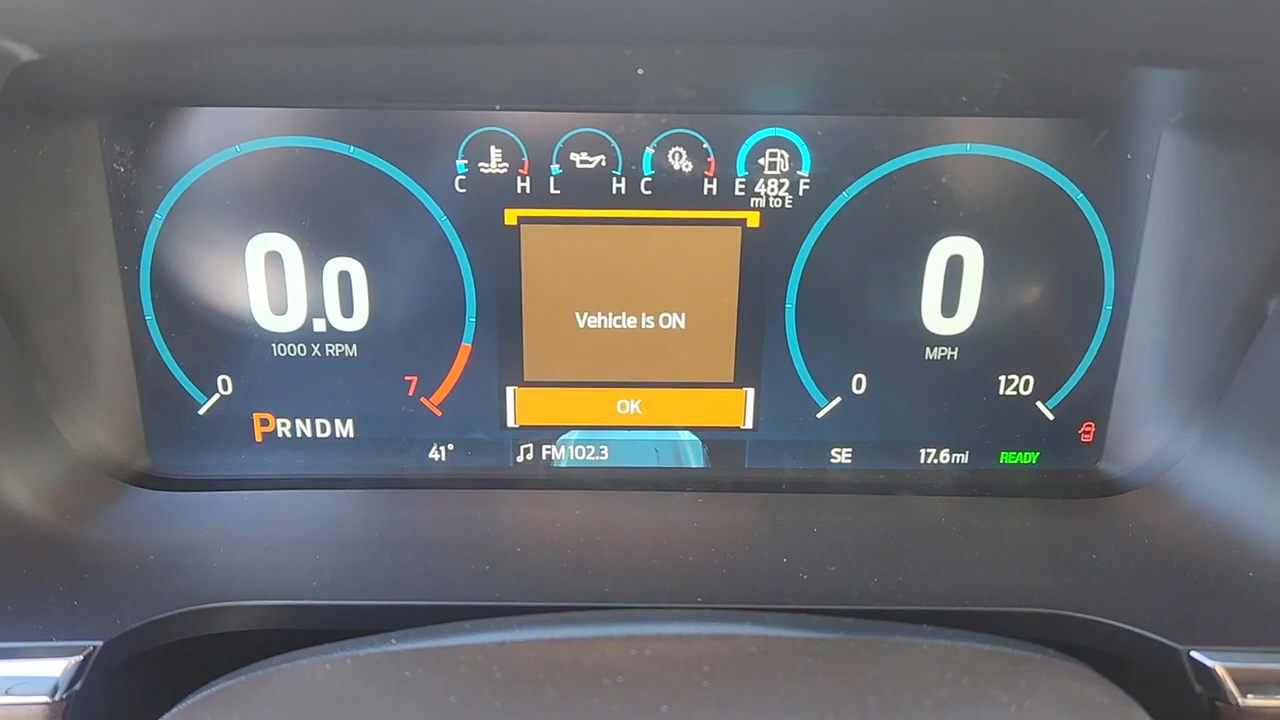 C H L H C H E 482 F
mi to E
0.0
1000 X RPM
0 7
PRNDM
Vehicle is ON
OK
0
MPH
0 120
41° FM 102.3 SE 17.6 mi READY